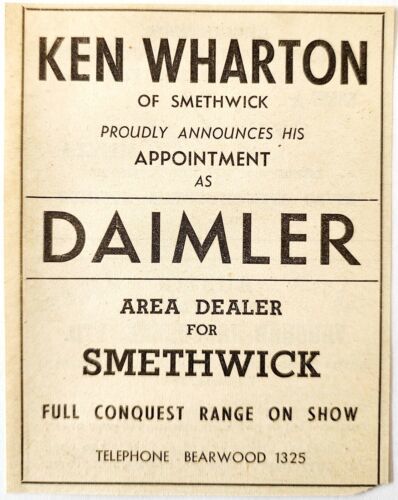 KEN WHARTON
OF SMETHWICK
PROUDLY ANNOUNCES HIS
APPOINTMENT
AS
DAIMLER
AREA DEALER
FOR
SMETHWICK
FULL CONQUEST RANGE ON SHOW
TELEPHONE BEARWOOD 1325